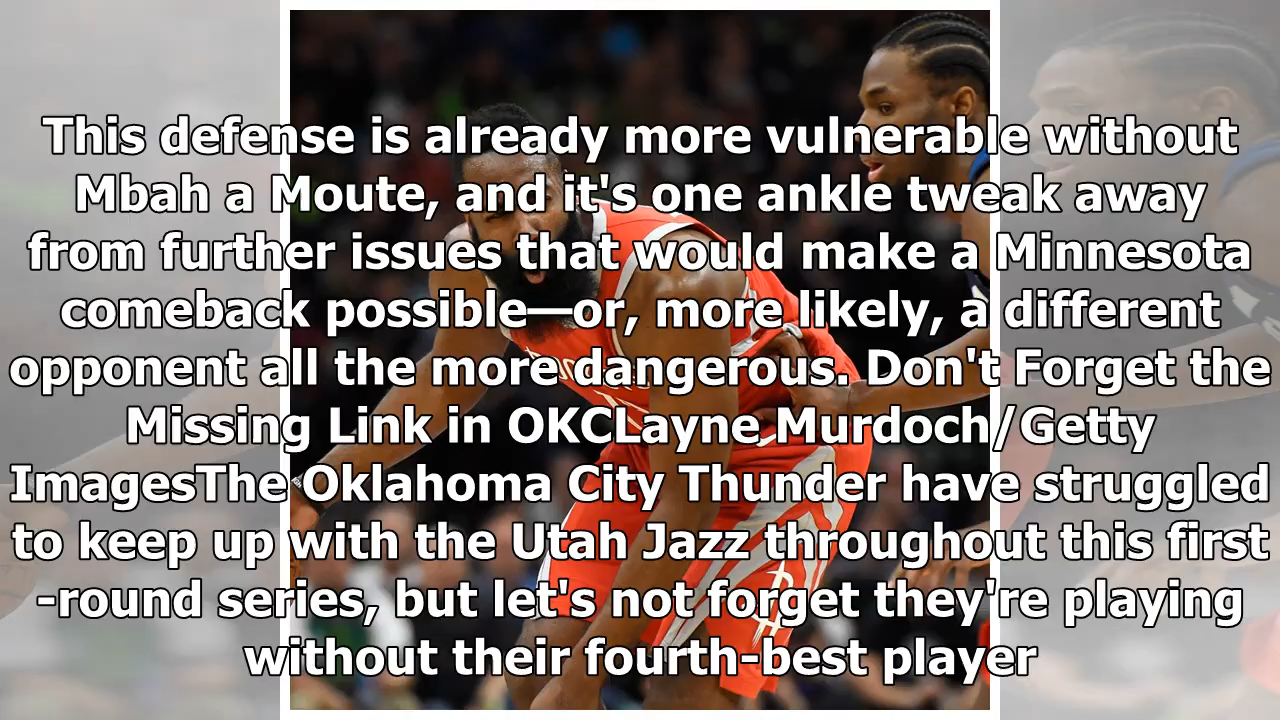 This defense is already more vulnerable without
Mbah a Moute, and it's one ankle tweak away
from further issues that would make a Minnesota
comeback possible—or, more likely, a different
opponent all the more dangerous. Don't Forget the
Missing Link in OKCLayne Murdoch/Getty
ImagesThe Oklahoma City Thunder have struggled
to keep up with the Utah Jazz throughout this first
-round series, but let's not forget they're playing
without their fourth-best player